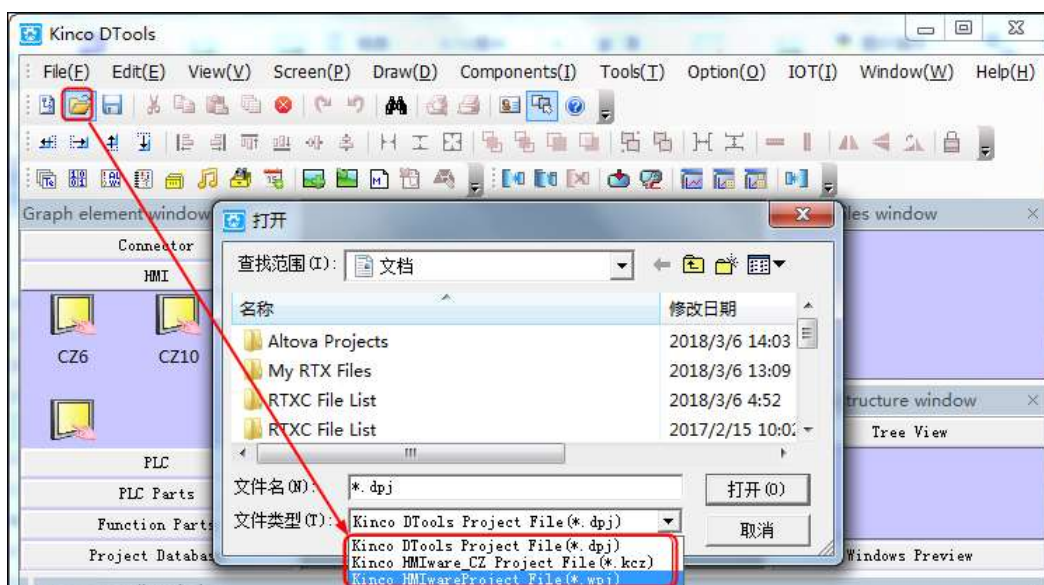 Kinco DTools
File(F) Edit(E) View(V) Screen(P) Draw(D) Components(I) Tools(T) Option(O) IOT(I) Window(W) Help(H)
Graph element window
Connector
HMI
CZ6 CZ10
PLC
PLC Parts
Function Parts
Project Databa
打开
查找范围(I): 文档
名称 修改日期
Altova Projects 2018/3/6 14:03
My RTX Files 2018/3/6 13:09
RTXC File List 2018/3/6 4:52
RTXC File List 2017/2/15 10:02
文件名(N): *.dpj 打开(O)
文件类型(T): Kinco DTools Project File(*.dpj) 取消
Kinco DTools Project File(*.dpj)
Kinco HMIware_CZ Project File(*.kcz)
Kinco HMIwareProject File(*.wpj)
les window
tructure window
Tree View
Windows Preview